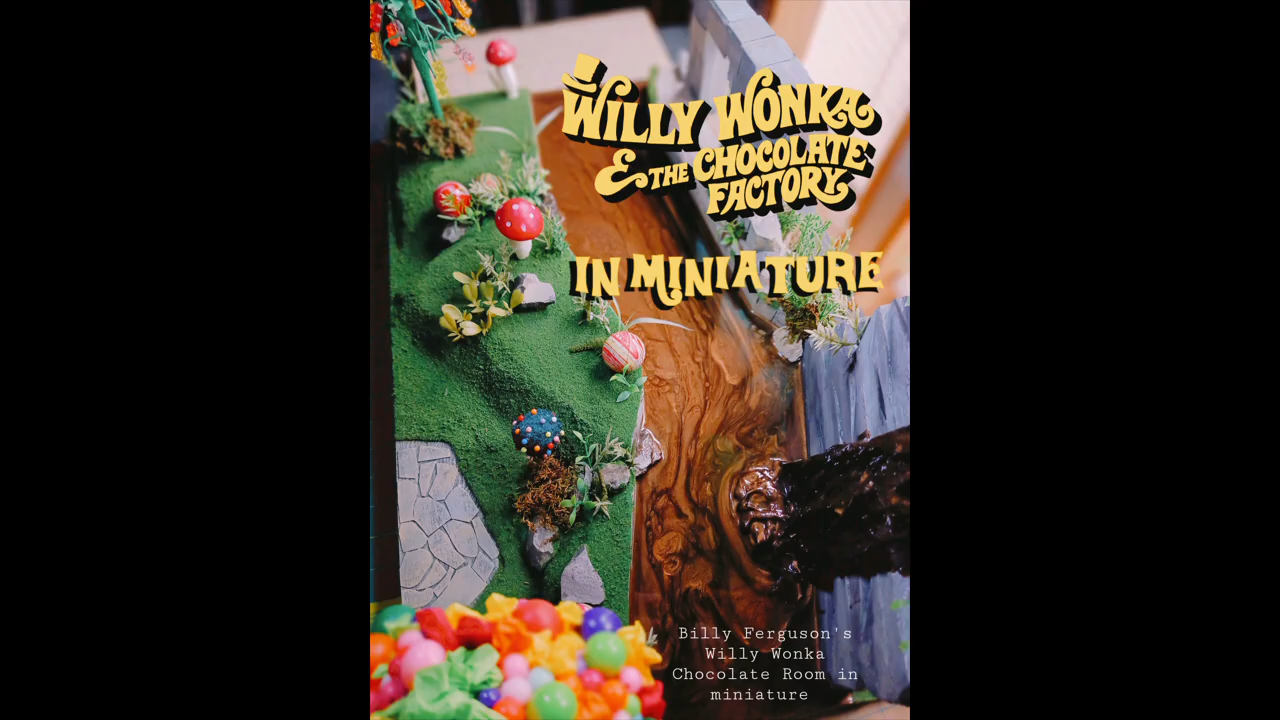 WILLY WONKA
& THE CHOCOLATE
FACTORY
IN MINIATURE
Billy Ferguson's
Willy Wonka
Chocolate Room in
miniature